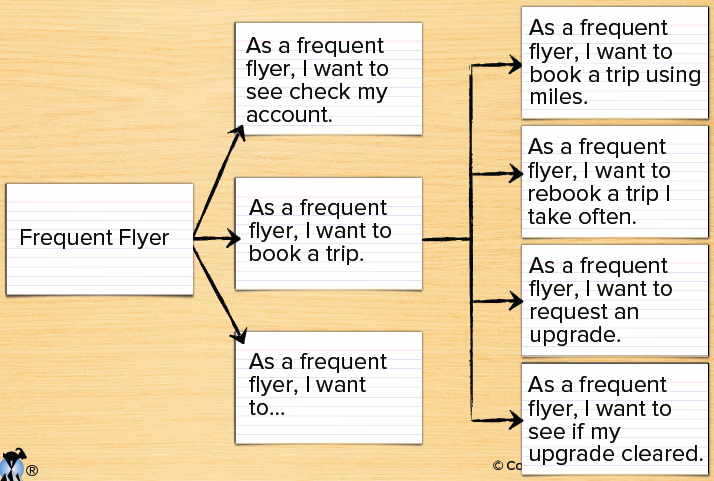 Frequent Flyer
As a frequent
flyer, I want to
see check my
account.
As a frequent
flyer, I want to
book a trip.
As a frequent
flyer, I want
to...
As a frequent
flyer, I want to
book a trip using
miles.
As a frequent
flyer, I want to
rebook a trip I
take often.
As a frequent
flyer, I want to
request an
upgrade.
As a frequent
flyer, I want to
see if my
upgrade cleared.
®
©